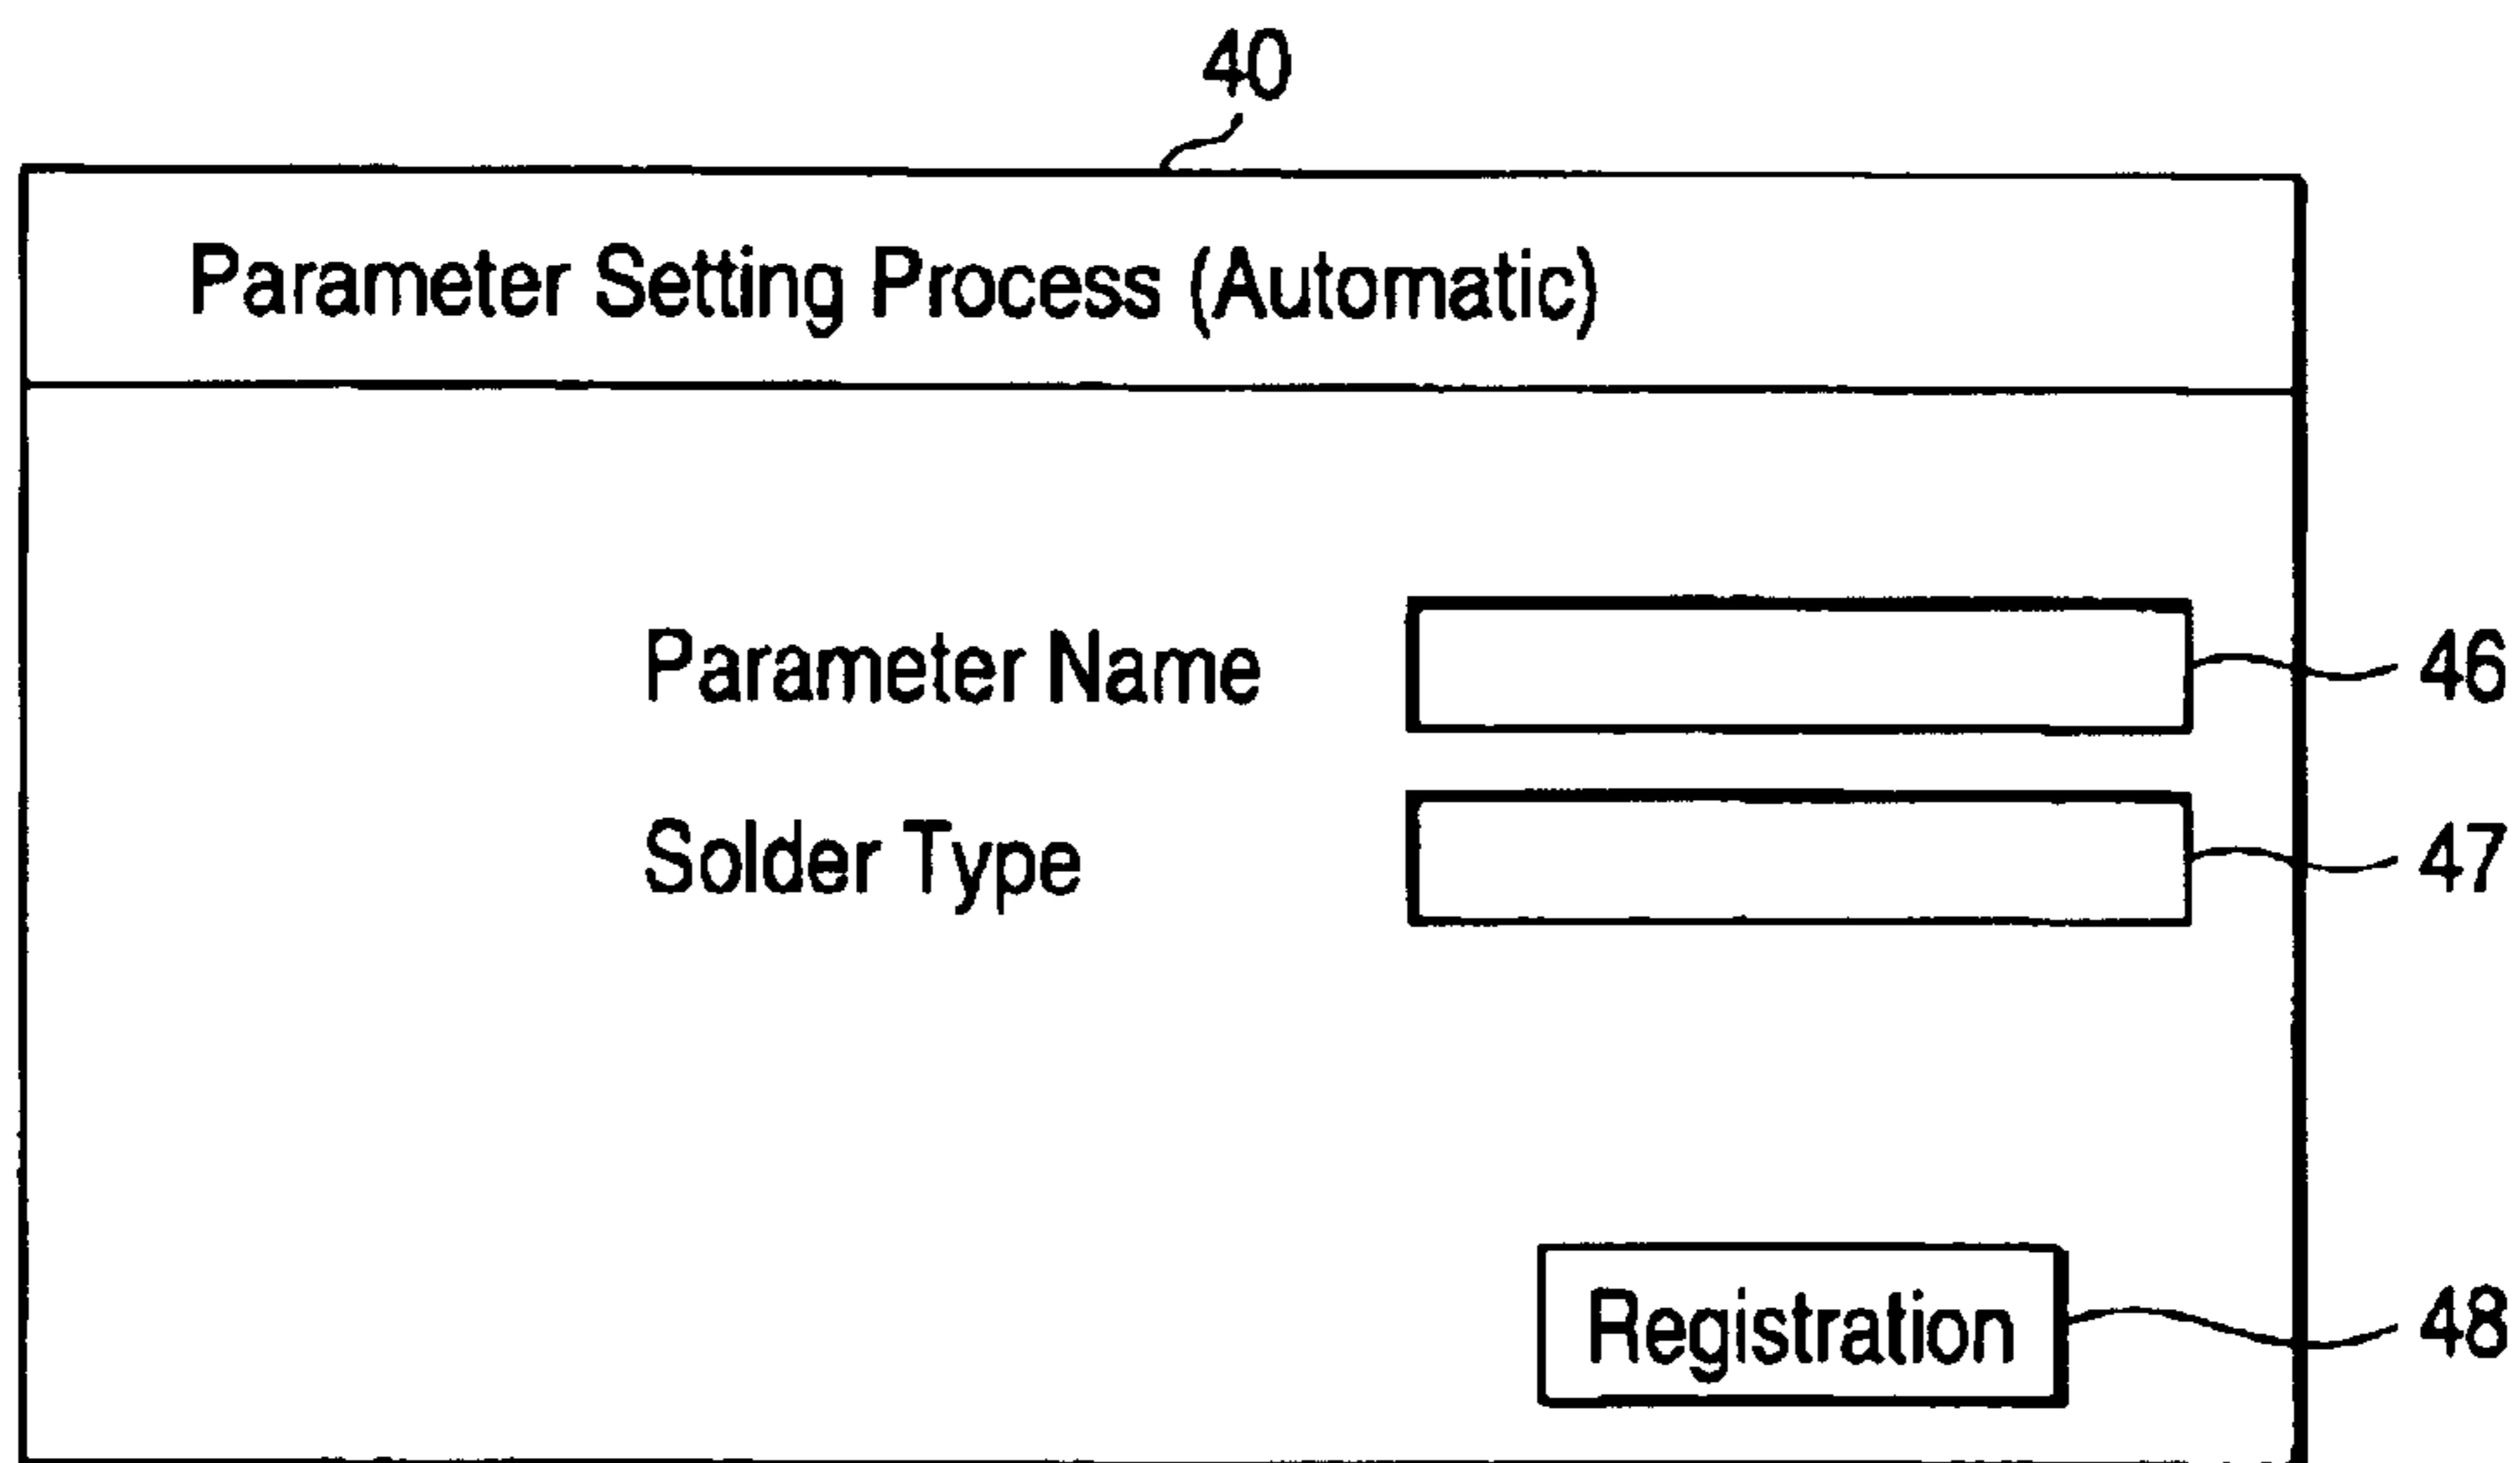 40
Parameter Setting Process (Automatic)
Parameter Name
46
Solder Type
47
Registration
48